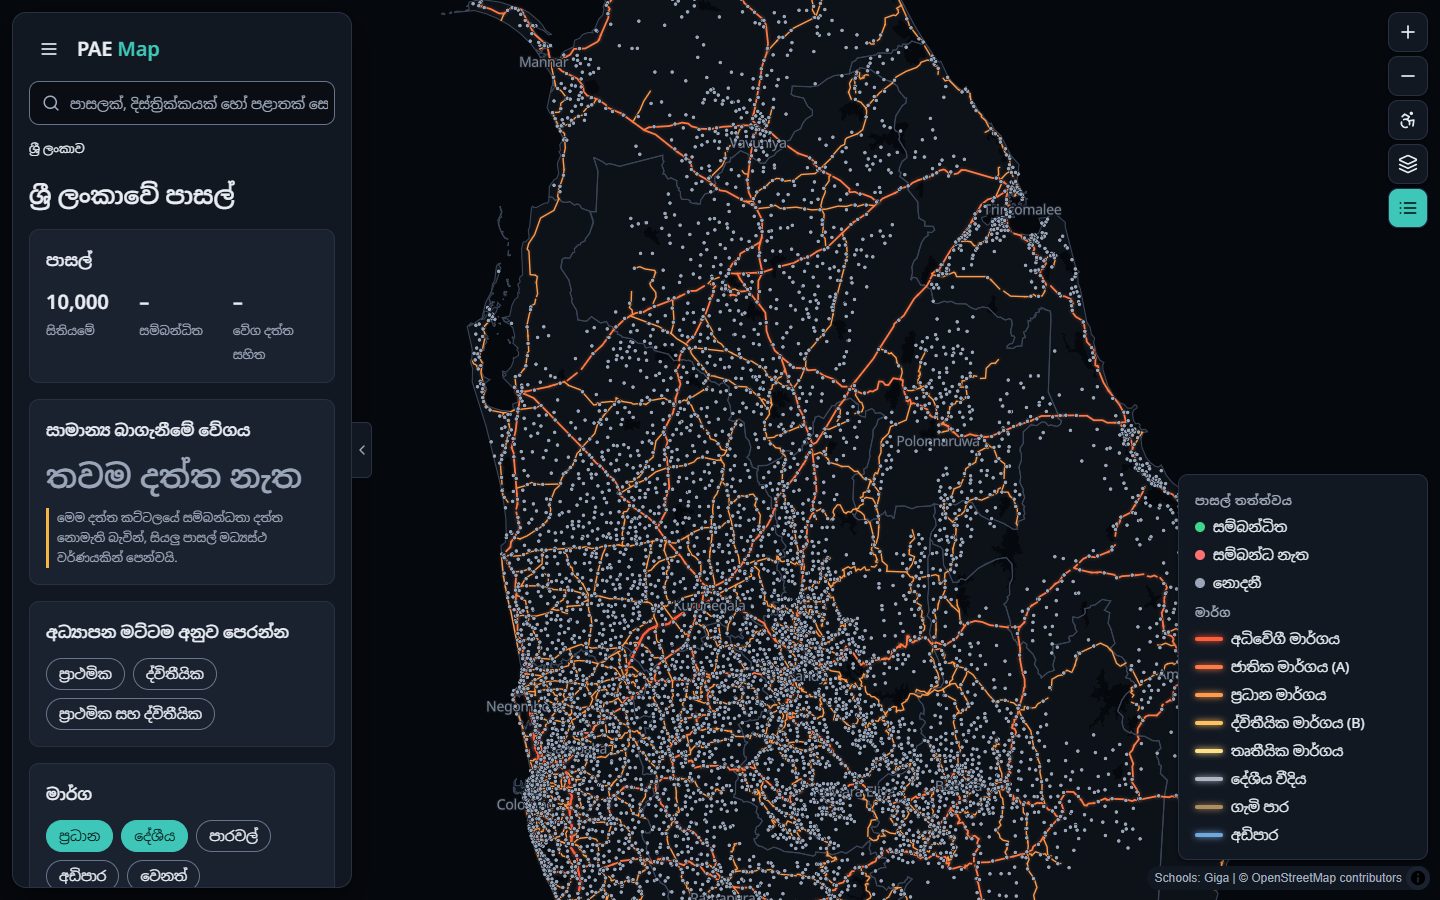 PAE Map
පාසලක්, දිස්ත්‍රික්කයක් හෝ පළාතක් සෙ
ශ්‍රී ලංකාව
ශ්‍රී ලංකාවේ පාසල්
පාසල්
10,000
–
–
සිතියමේ
සම්බන්ධිත
වේග දත්ත
සහිත
සාමාන්‍ය බාගැනීමේ වේගය
තවම දත්ත නැත
මෙම දත්ත කට්ටලයේ සම්බන්ධතා දත්ත
නොමැති බැවින්, සියලු පාසල් මධ්‍යස්ථ
වර්ණයකින් පෙන්වයි.
අධ්‍යාපන මට්ටම අනුව පෙරන්න
ප්‍රාථමික
ද්විතීයික
ප්‍රාථමික සහ ද්විතීයික
මාර්ග
ප්‍රධාන
දේශීය
පාරවල්
අඩිපාර
වෙනත්
Mannar
Vavuniya
Trincomalee
Polonnaruwa
Kurunegala
Negombo
පාසල් තත්ත්වය
සම්බන්ධිත
සම්බන්ධ නැත
නොදනී
මාර්ග
අධිවේගී මාර්ගය
ජාතික මාර්ගය (A)
ප්‍රධාන මාර්ගය
ද්විතීයික මාර්ගය (B)
තෘතීයික මාර්ගය
දේශීය වීදිය
ගැමි පාර
අඩිපාර
Schools: Giga | © OpenStreetMap contributors